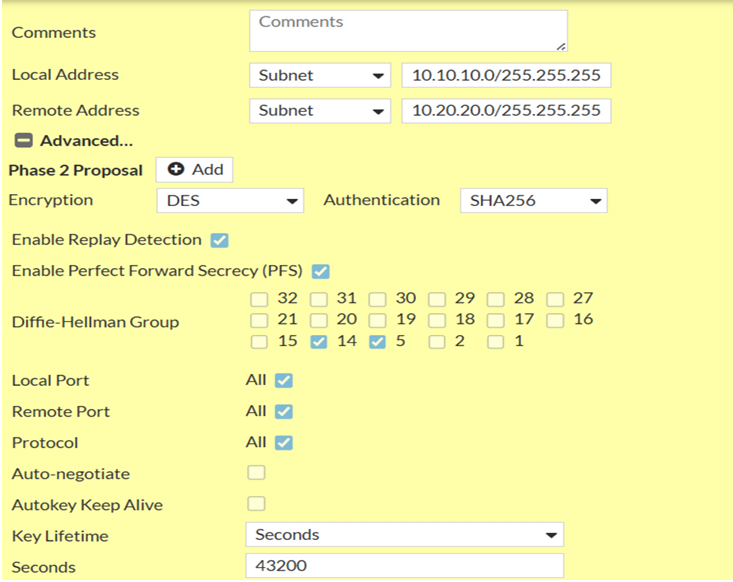 Comments Comments
Local Address Subnet 10.10.10.0/255.255.255
Remote Address Subnet 10.20.20.0/255.255.255
Advanced...
Phase 2 Proposal Add
Encryption DES Authentication SHA256
Enable Replay Detection
Enable Perfect Forward Secrecy (PFS)
32 31 30 29 28 27
Diffie-Hellman Group 21 20 19 18 17 16
15 14 5 2 1
Local Port All
Remote Port All
Protocol All
Auto-negotiate
Autokey Keep Alive
Key Lifetime Seconds
Seconds 43200